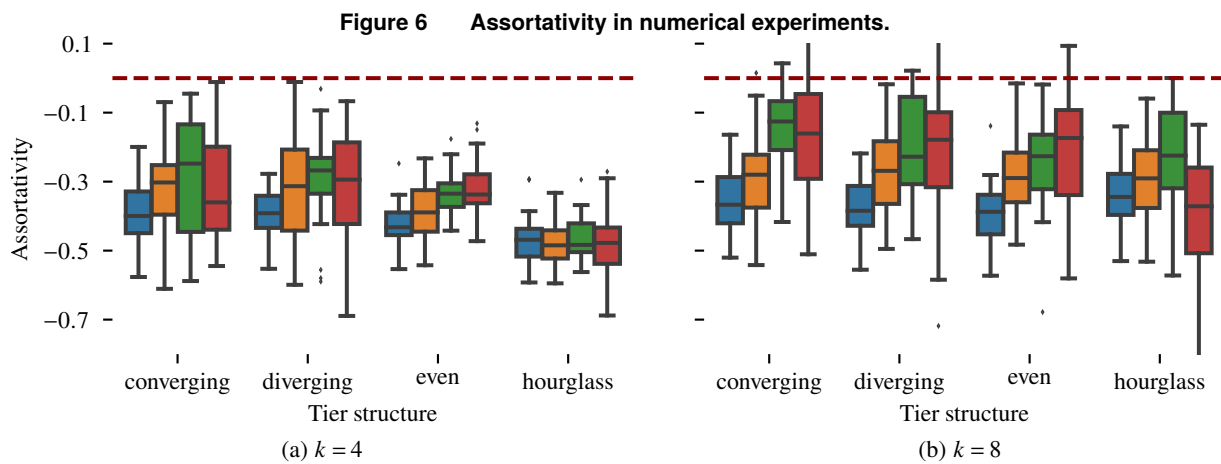 Figure 6 Assortativity in numerical experiments.
0.1
−0.1
−0.3
−0.5
−0.7
Assortativity
converging diverging even hourglass
Tier structure
(a) k = 4
converging diverging even hourglass
Tier structure
(b) k = 8